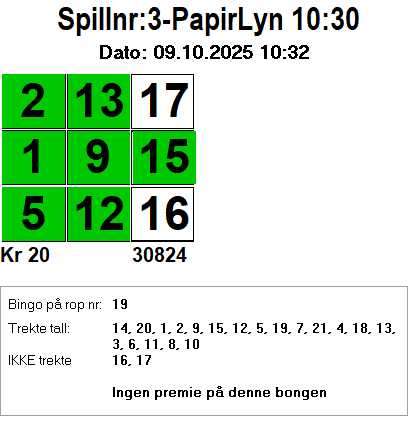 Spillnr:3-PapirLyn 10:30
Dato: 09.10.2025 10:32
2 13 17
1 9 15
5 12 16
Kr 20 30824
Bingo på rop nr: 19
Trekte tall: 14, 20, 1, 2, 9, 15, 12, 5, 19, 7, 21, 4, 18, 13,
3, 6, 11, 8, 10
IKKE trekte 16, 17
Ingen premie på denne bongen